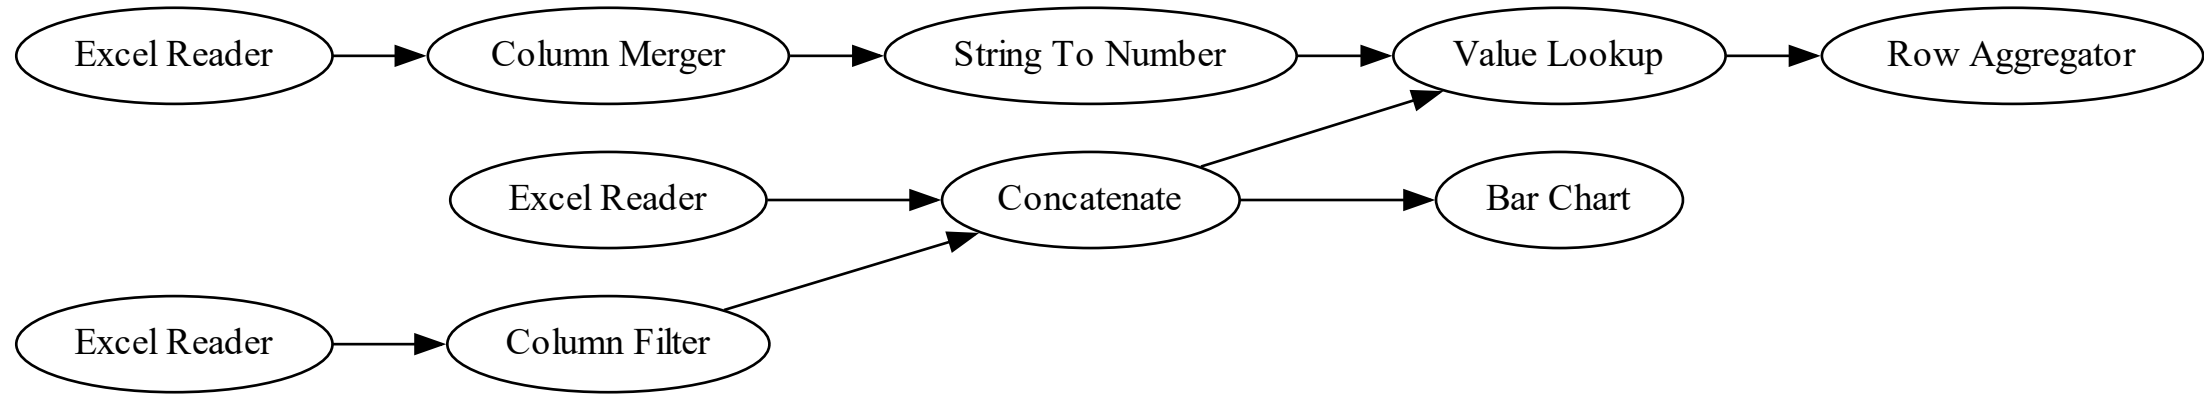 Excel Reader
Column Merger
String To Number
Value Lookup
Row Aggregator
Excel Reader
Concatenate
Bar Chart
Excel Reader
Column Filter